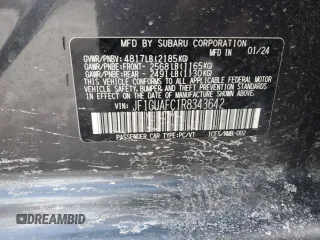 MFD. BY SUBARU CORPORATION 01/24
GVWR/PNBV: 4817LB(2185KG)
GAWR/PNBE:FRONT- 2568LB(1165KG)
GAWR/PNBE:REAR - 2491LB(1130KG)
THIS VEHICLE CONFORMS TO ALL APPLICABLE FEDERAL MOTOR VEHICLE SAFETY, BUMPER, AND THEFT PREVENTION STANDARDS IN EFFECT ON THE DATE OF MANUFACTURE SHOWN ABOVE.
JF1GUAFC1R8343642
PASSENGER CAR TYPE:PC/VT
DREAMBID
DREAMBID.COM